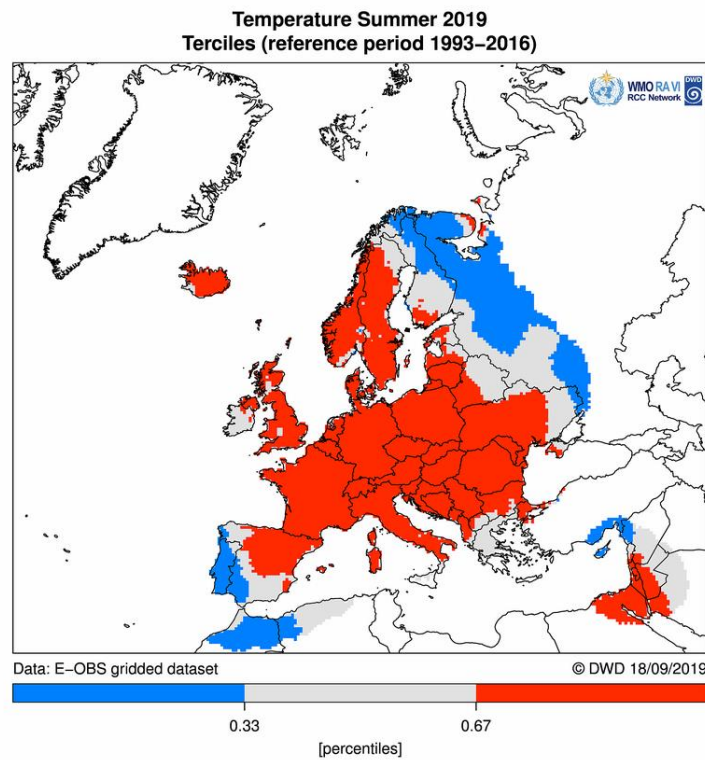 Temperature Summer 2019
Terciles (reference period 1993−2016)
WMO RA VI
RCC Network
DWD
Data: E−OBS gridded dataset
© DWD 18/09/2019
0.33
0.67
[percentiles]